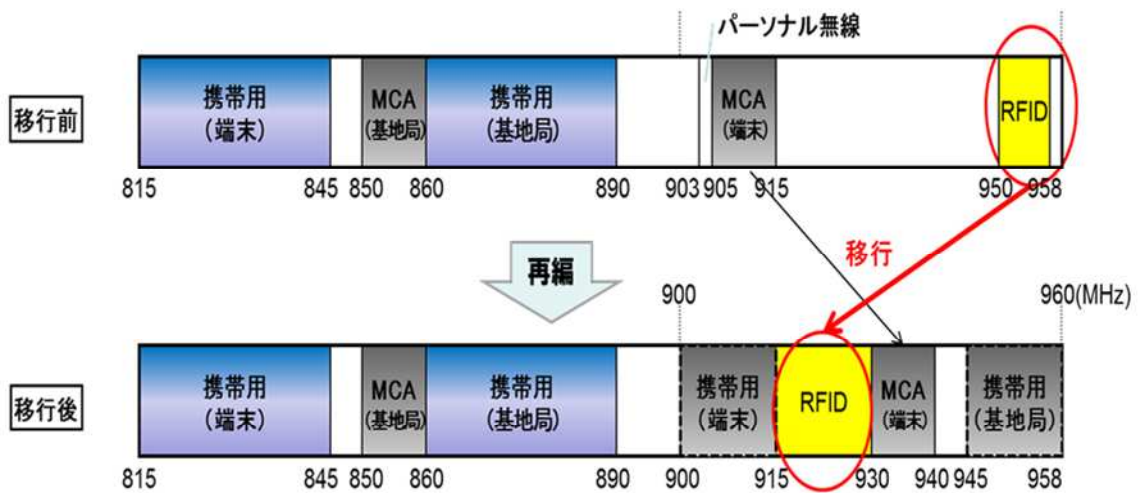 パーソナル無線
移行前
携帯用
（端末）
MCA
（基地局）
携帯用
（基地局）
MCA
（端末）
RFID
815
845
850
860
890
903
905
915
950
958
再編
移行
900
960(MHz)
移行後
携帯用
（端末）
MCA
（基地局）
携帯用
（基地局）
携帯用
（端末）
RFID
MCA
（端末）
携帯用
（基地局）
815
845
850
860
890
900
915
930
940
945
958